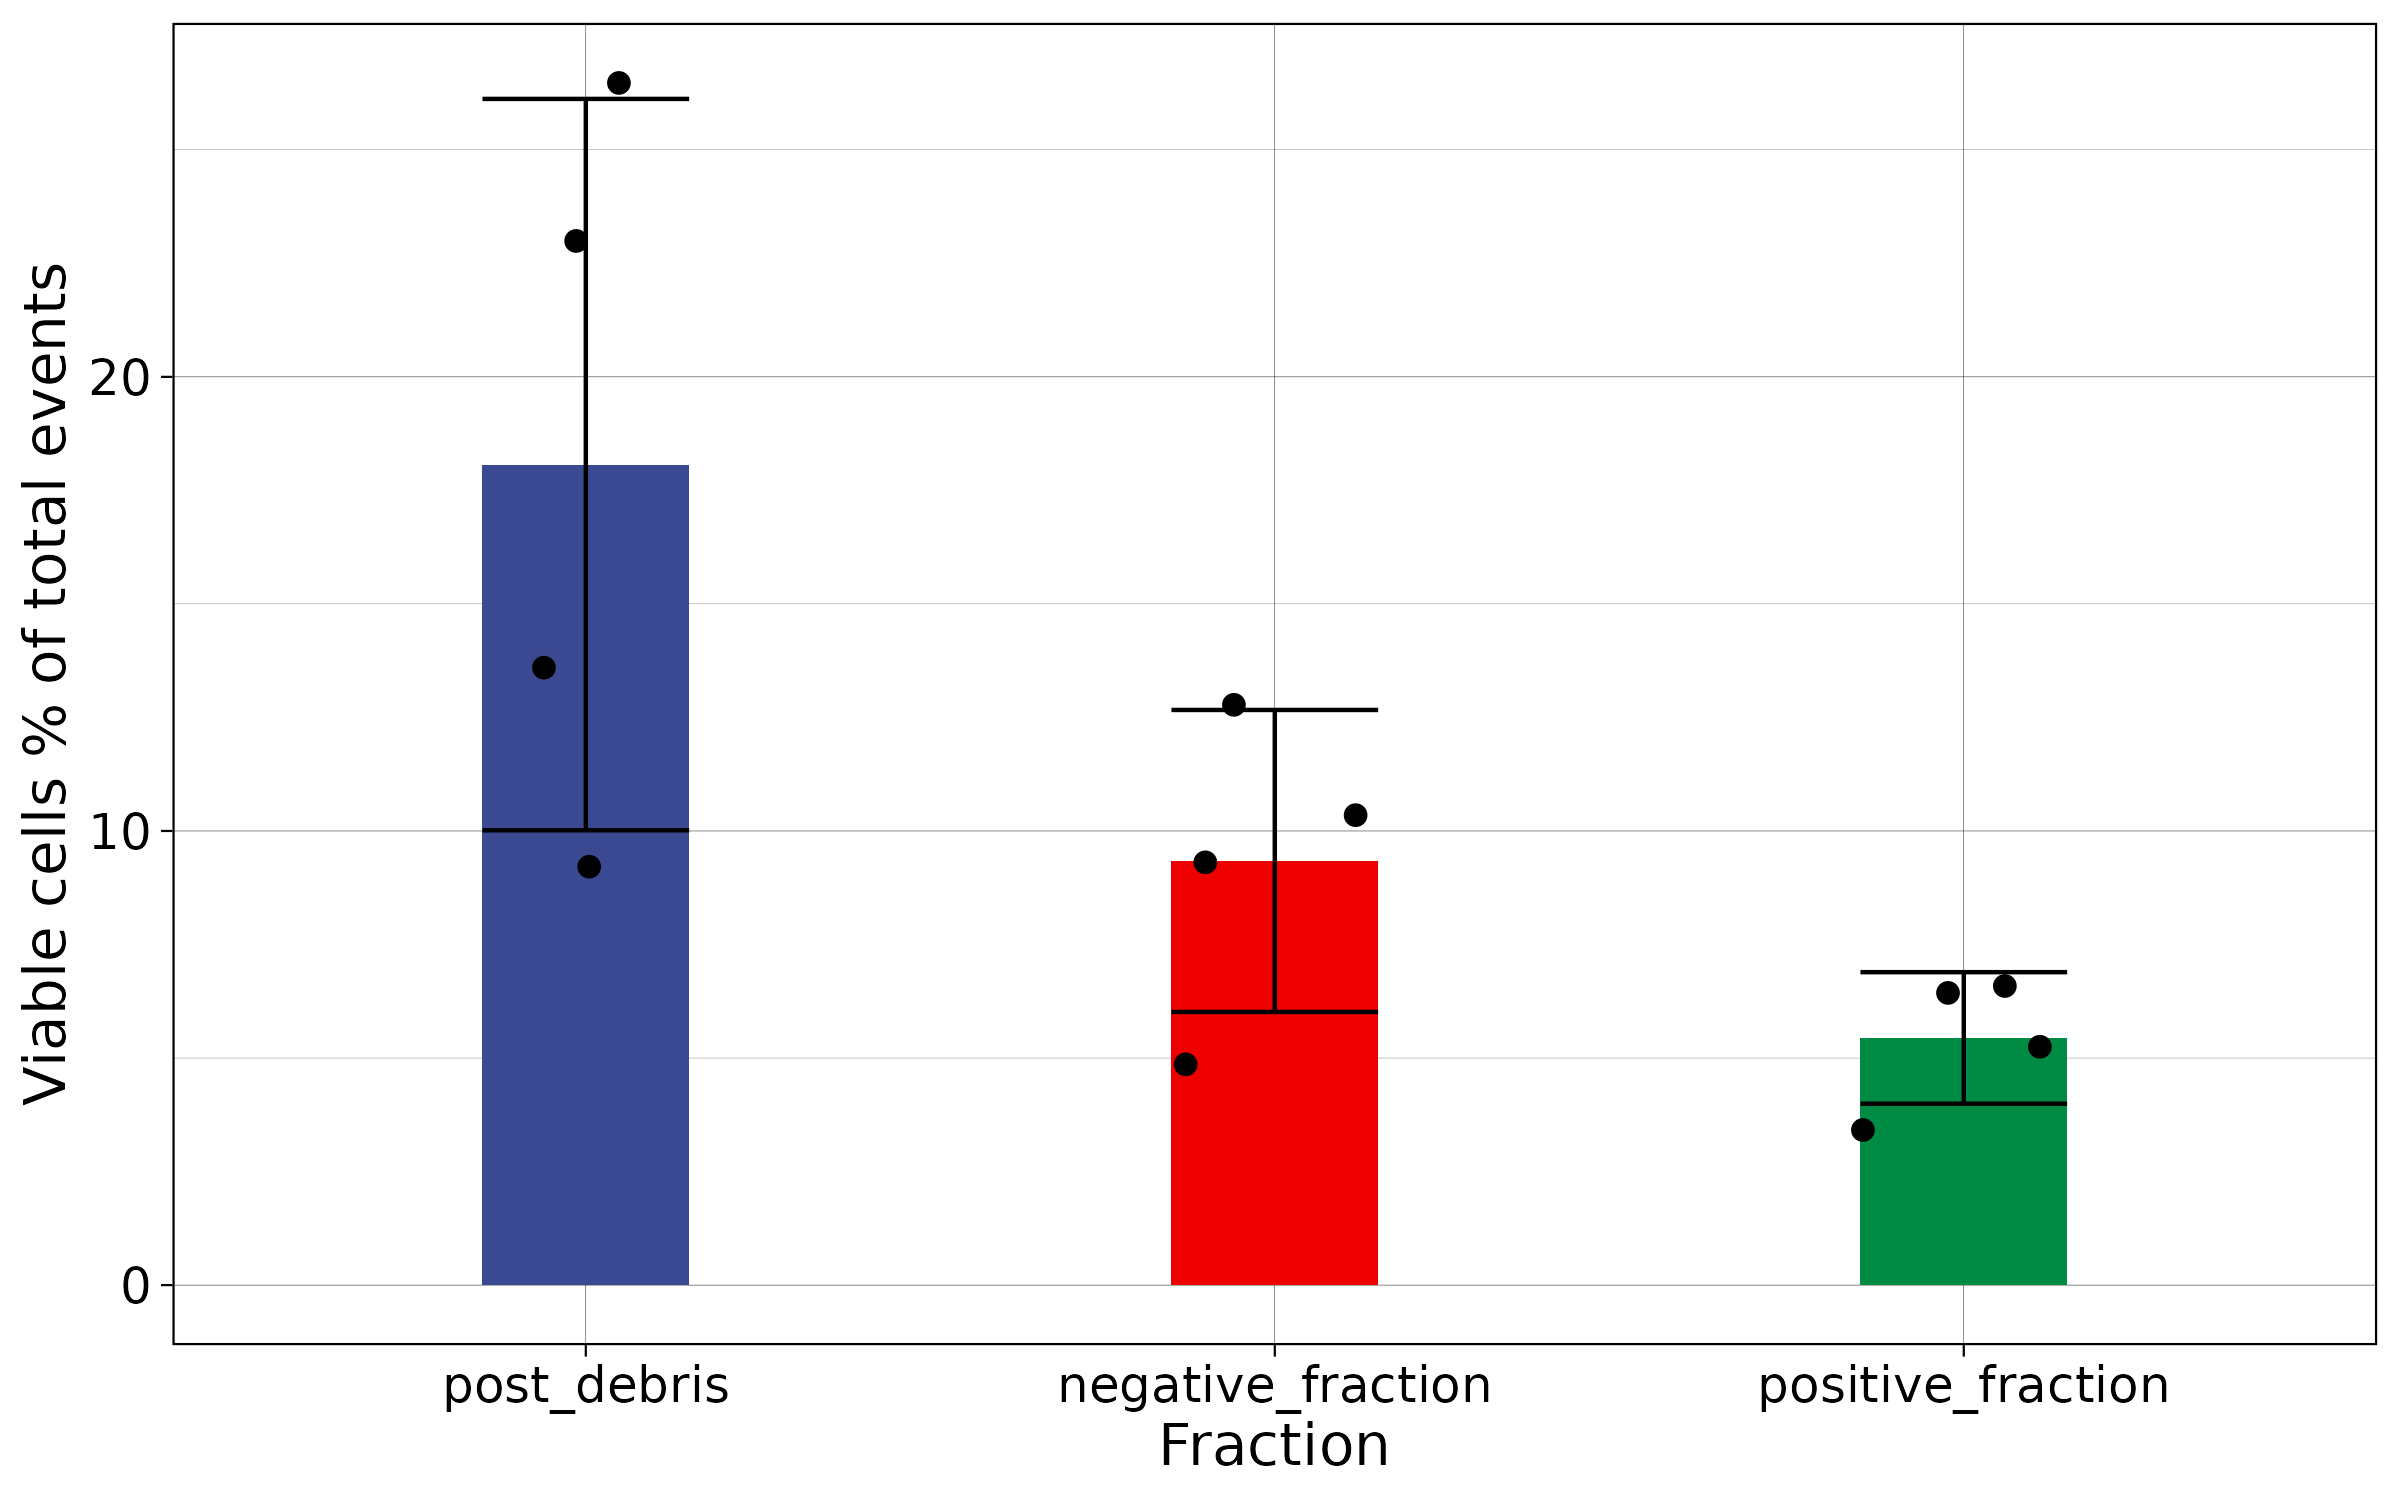 Viable cells % of total events
20
10
0
post_debris
negative_fraction
positive_fraction
Fraction